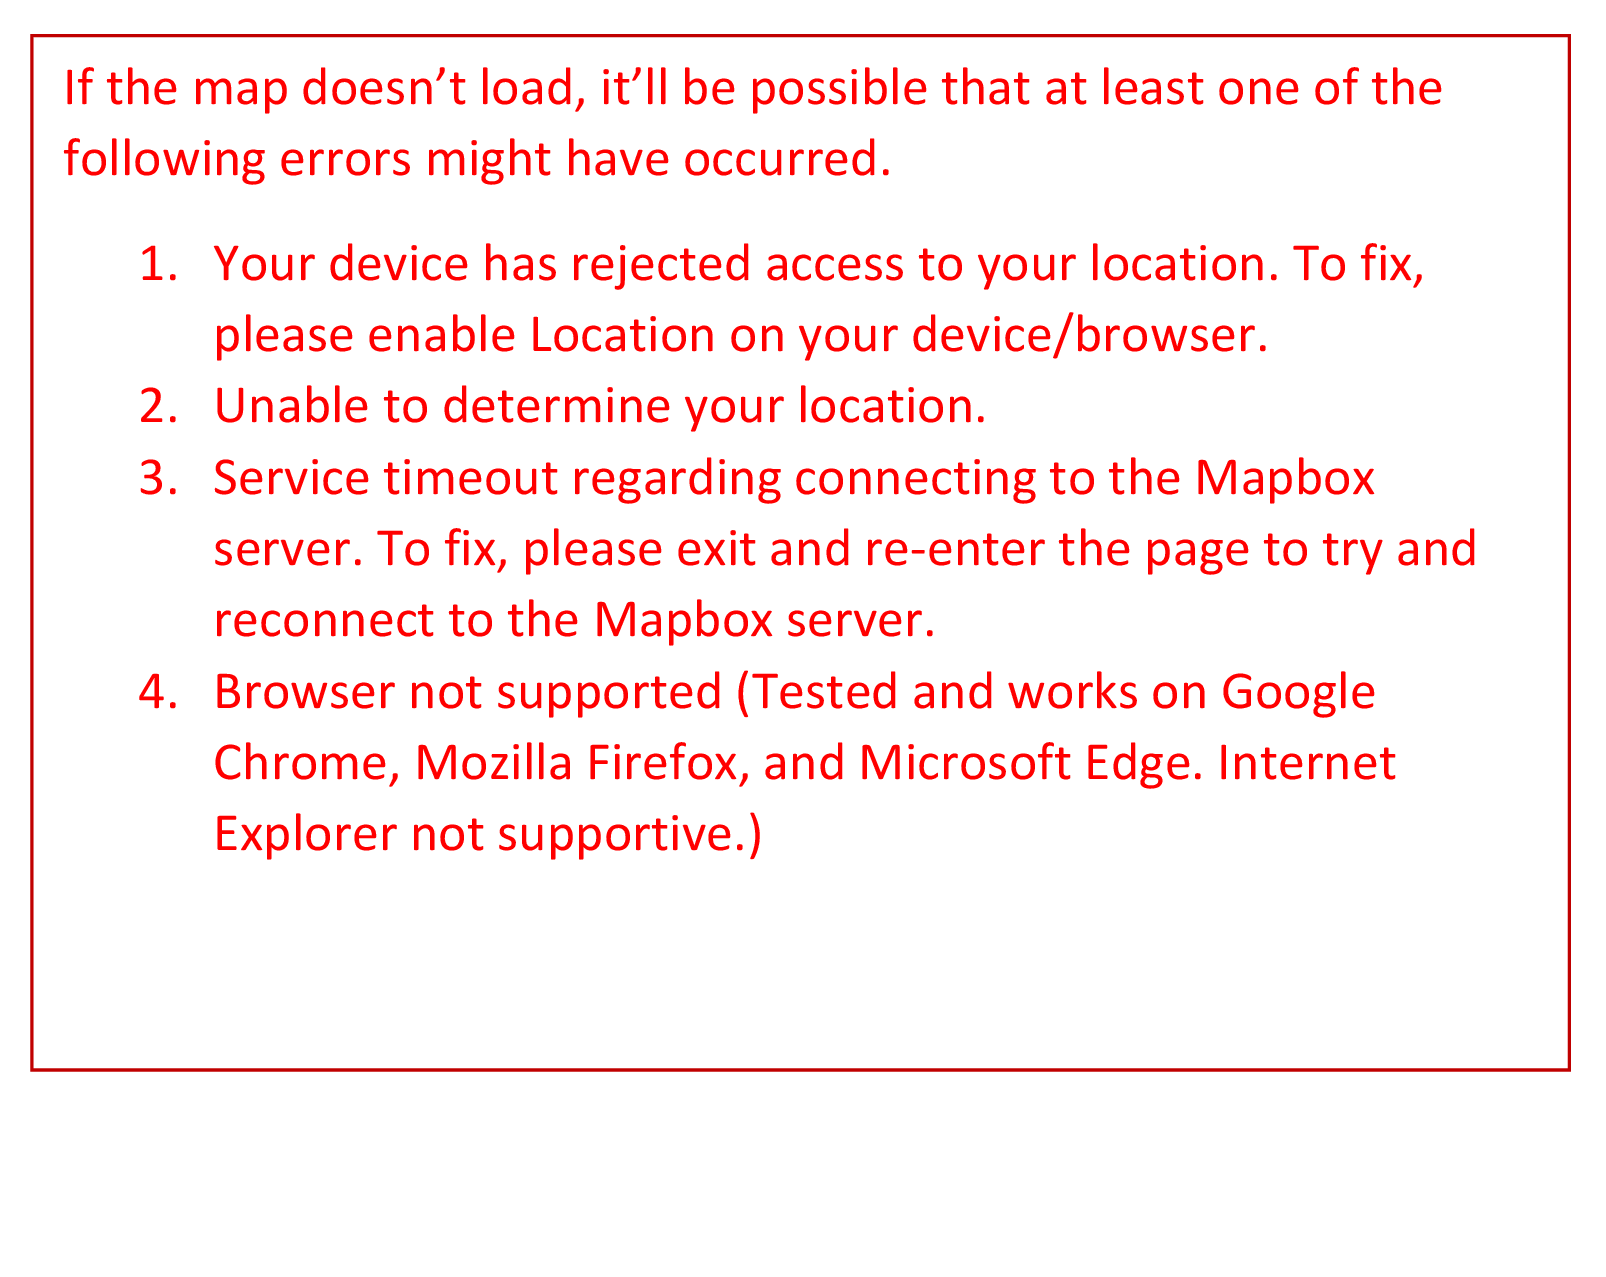 If the map doesn’t load, it’ll be possible that at least one of the
following errors might have occurred.
1. Your device has rejected access to your location. To fix,
please enable Location on your device/browser.
2. Unable to determine your location.
3. Service timeout regarding connecting to the Mapbox
server. To fix, please exit and re-enter the page to try and
reconnect to the Mapbox server.
4. Browser not supported (Tested and works on Google
Chrome, Mozilla Firefox, and Microsoft Edge. Internet
Explorer not supportive.)